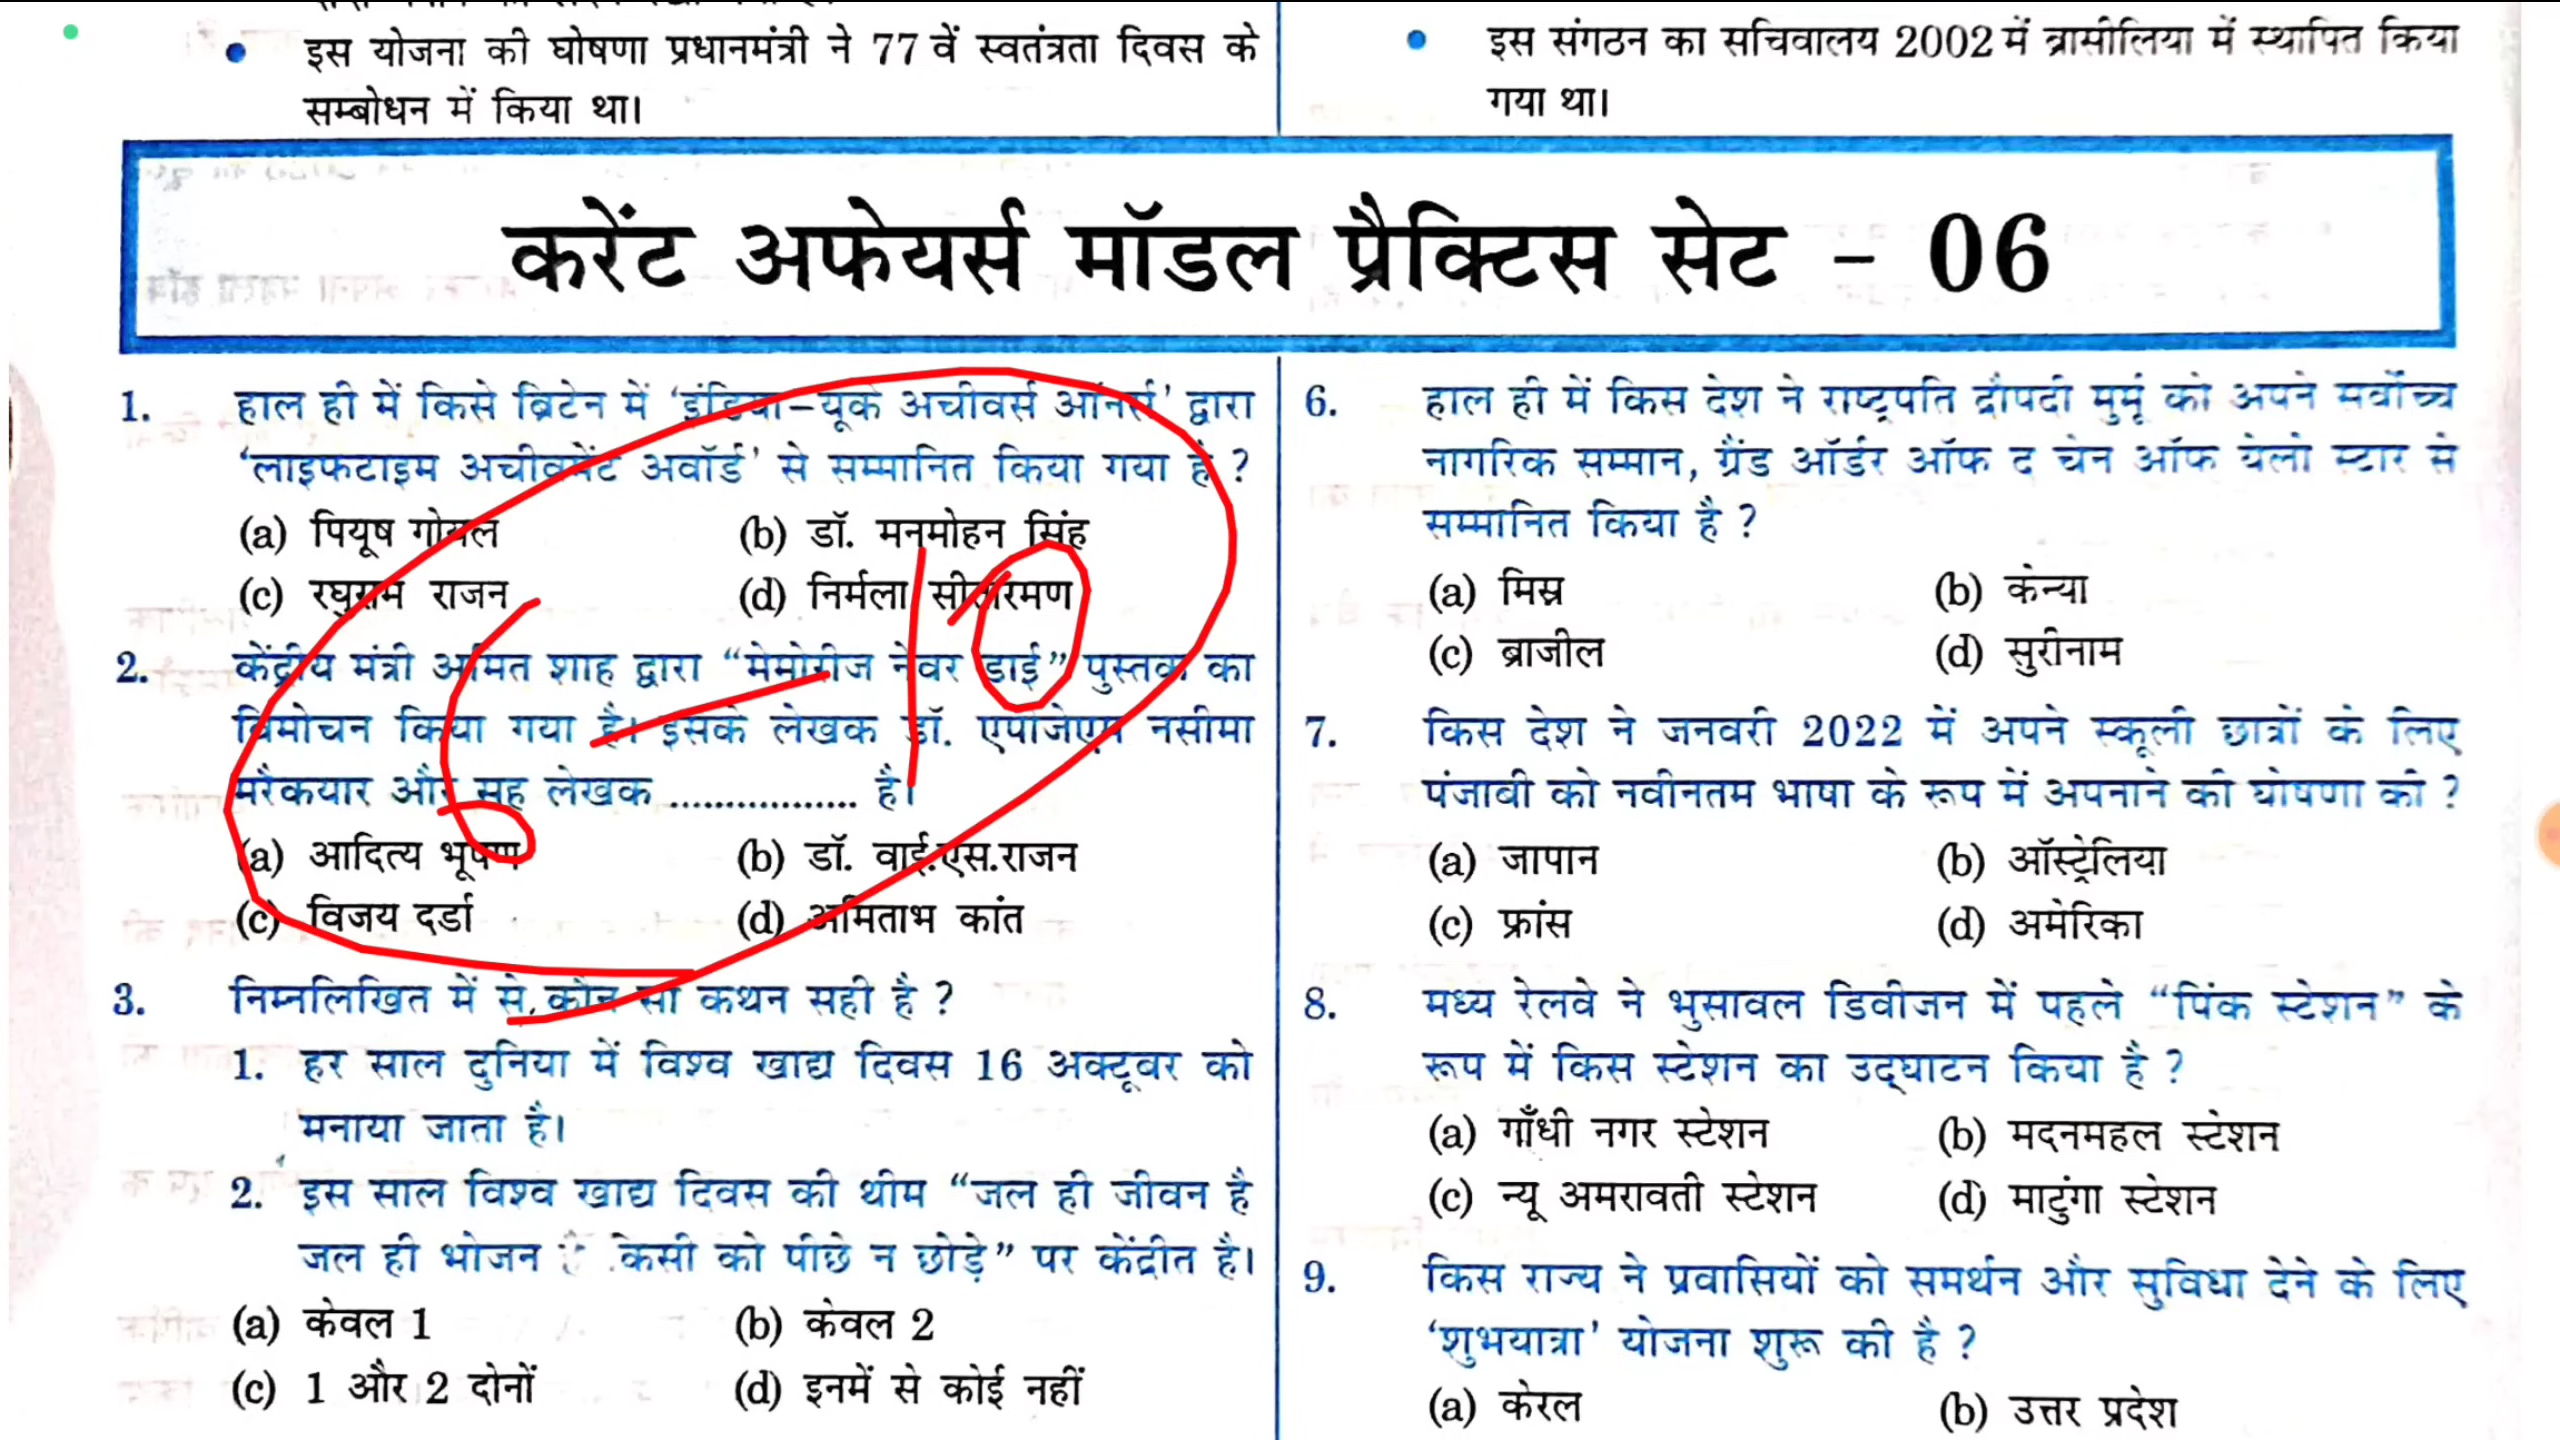 इस योजना की घोषणा प्रधानमंत्री ने 77 वें स्वतंत्रता दिवस के
सम्बोधन में किया था।
इस संगठन का सचिवालय 2002 में ब्रासीलिया में स्थापित किया
गया था।
करेंट अफेयर्स मॉडल प्रैक्टिस सेट - 06
1. हाल ही में किसे ब्रिटेन में ‘इंडिया-यूके अचीवर्स ऑनर्स’ द्वारा
‘लाइफटाइम अचीवमेंट अवॉर्ड’ से सम्मानित किया गया है ?
(a) पियूष गोयल (b) डॉ. मनमोहन सिंह
(c) रघुराम राजन (d) निर्मला सीतारमण
2. केंद्रीय मंत्री अमित शाह द्वारा “मेमोरीज नेवर डाई” पुस्तक का
विमोचन किया गया है। इसके लेखक डॉ. एपीजेएम नसीमा
मरैकयार और सह लेखक ................. है।
(a) आदित्य भूषण (b) डॉ. वाई.एस.राजन
(c) विजय दर्डा (d) अमिताभ कांत
3. निम्नलिखित में से कौन सा कथन सही है ?
1. हर साल दुनिया में विश्व खाद्य दिवस 16 अक्टूबर को
मनाया जाता है।
2. इस साल विश्व खाद्य दिवस की थीम “जल ही जीवन है
जल ही भोजन है किसी को पीछे न छोड़े” पर केंद्रीत है।
(a) केवल 1 (b) केवल 2
(c) 1 और 2 दोनों (d) इनमें से कोई नहीं
6. हाल ही में किस देश ने राष्ट्रपति द्रौपदी मुर्मू को अपने सर्वोच्च
नागरिक सम्मान, ग्रैंड ऑर्डर ऑफ द चेन ऑफ येलो स्टार से
सम्मानित किया है ?
(a) मिस्र (b) केन्या
(c) ब्राजील (d) सुरीनाम
7. किस देश ने जनवरी 2022 में अपने स्कूली छात्रों के लिए
पंजाबी को नवीनतम भाषा के रूप में अपनाने की घोषणा की ?
(a) जापान (b) ऑस्ट्रेलिया
(c) फ्रांस (d) अमेरिका
8. मध्य रेलवे ने भुसावल डिवीजन में पहले “पिंक स्टेशन” के
रूप में किस स्टेशन का उद्घाटन किया है ?
(a) गाँधी नगर स्टेशन (b) मदनमहल स्टेशन
(c) न्यू अमरावती स्टेशन (d) माटुंगा स्टेशन
9. किस राज्य ने प्रवासियों को समर्थन और सुविधा देने के लिए
‘शुभयात्रा’ योजना शुरू की है ?
(a) केरल (b) उत्तर प्रदेश